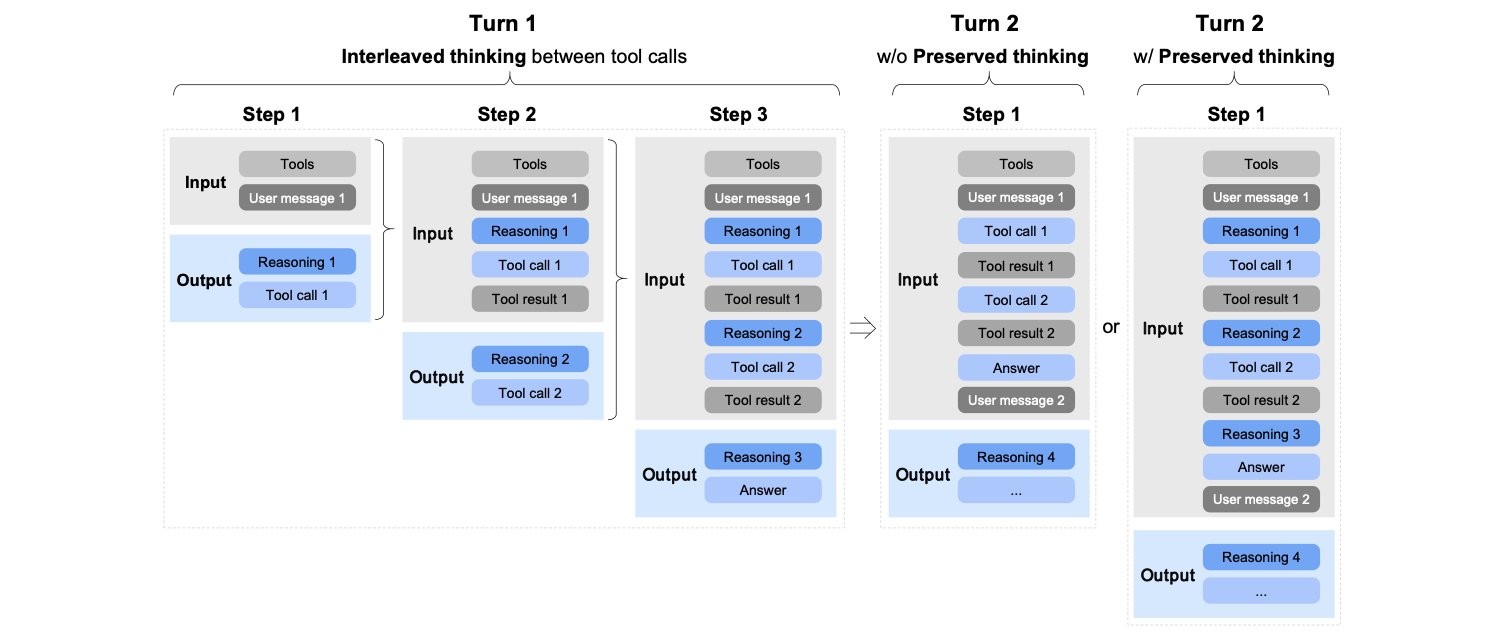 Turn 1
Interleaved thinking between tool calls
Step 1
Input
Tools
User message 1
Output
Reasoning 1
Tool call 1
Step 2
Input
Tools
User message 1
Reasoning 1
Tool call 1
Tool result 1
Output
Reasoning 2
Tool call 2
Step 3
Input
Tools
User message 1
Reasoning 1
Tool call 1
Tool result 1
Reasoning 2
Tool call 2
Tool result 2
Output
Reasoning 3
Answer
Turn 2
w/o Preserved thinking
Step 1
Input
Tools
User message 1
Tool call 1
Tool result 1
Tool call 2
Tool result 2
Answer
User message 2
Output
Reasoning 4
...
or
Turn 2
w/ Preserved thinking
Step 1
Input
Tools
User message 1
Reasoning 1
Tool call 1
Tool result 1
Reasoning 2
Tool call 2
Tool result 2
Reasoning 3
Answer
User message 2
Output
Reasoning 4
...